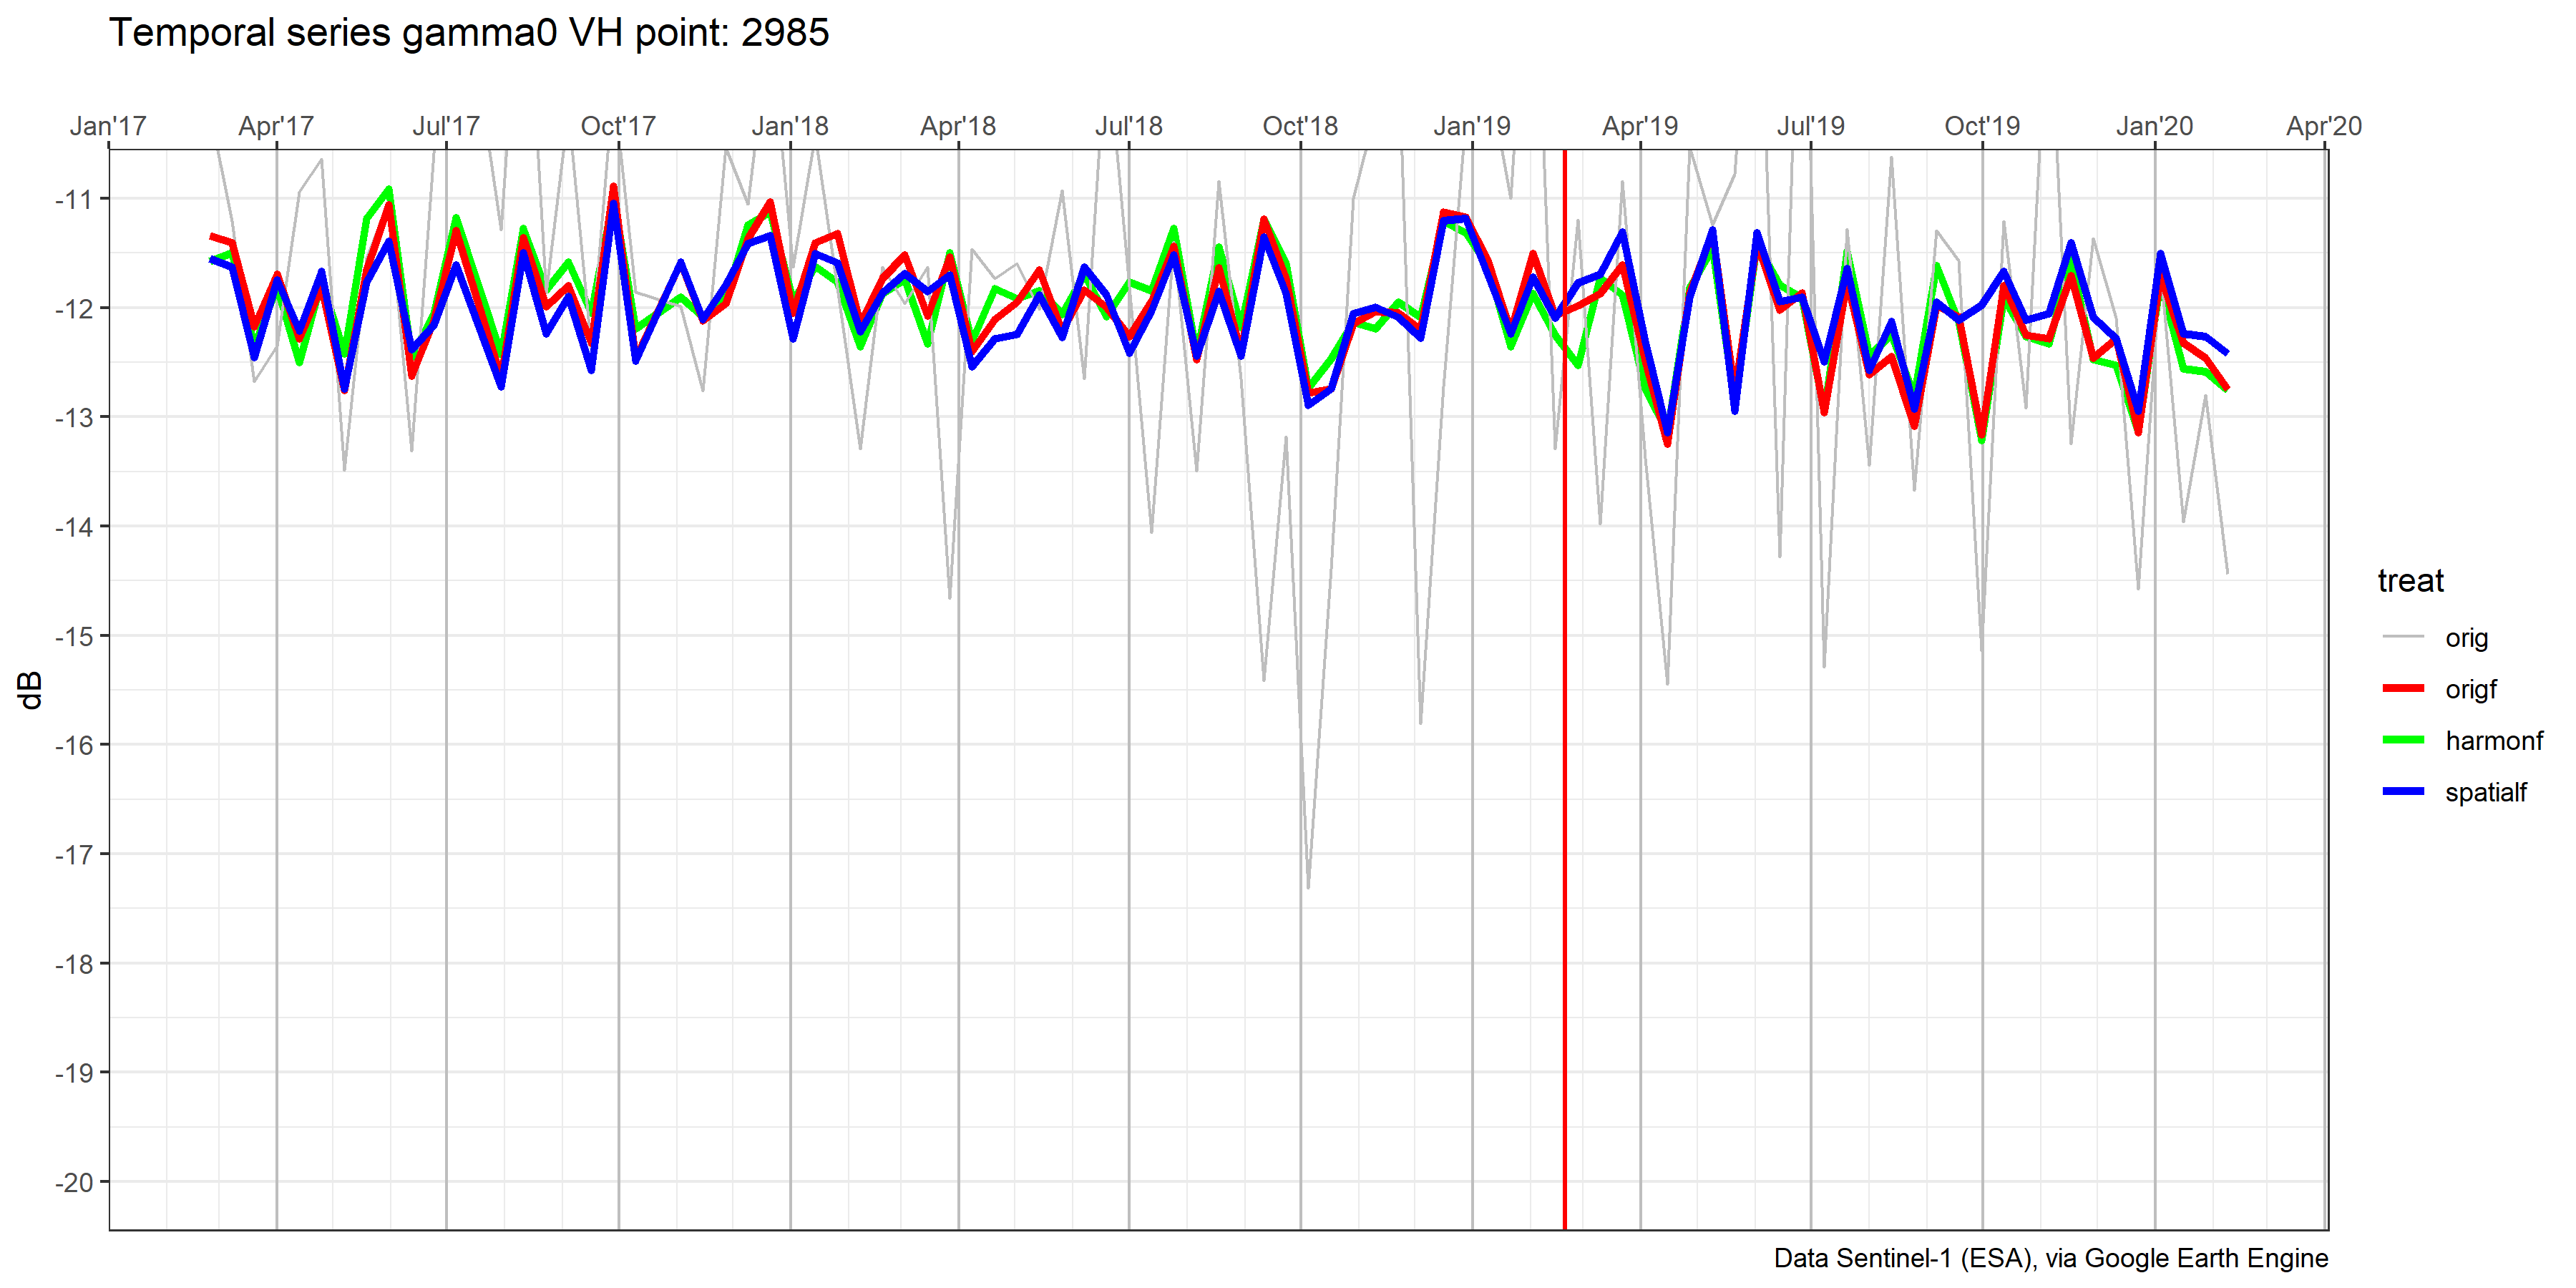 Temporal series gamma0 VH point: 2985
Jan'17 Apr'17 Jul'17 Oct'17 Jan'18 Apr'18 Jul'18 Oct'18 Jan'19 Apr'19 Jul'19 Oct'19 Jan'20 Apr'20
-11
-12
-13
-14
-15
-16
-17
-18
-19
-20
dB
treat
orig
origf
harmonf
spatialf
Data Sentinel-1 (ESA), via Google Earth Engine